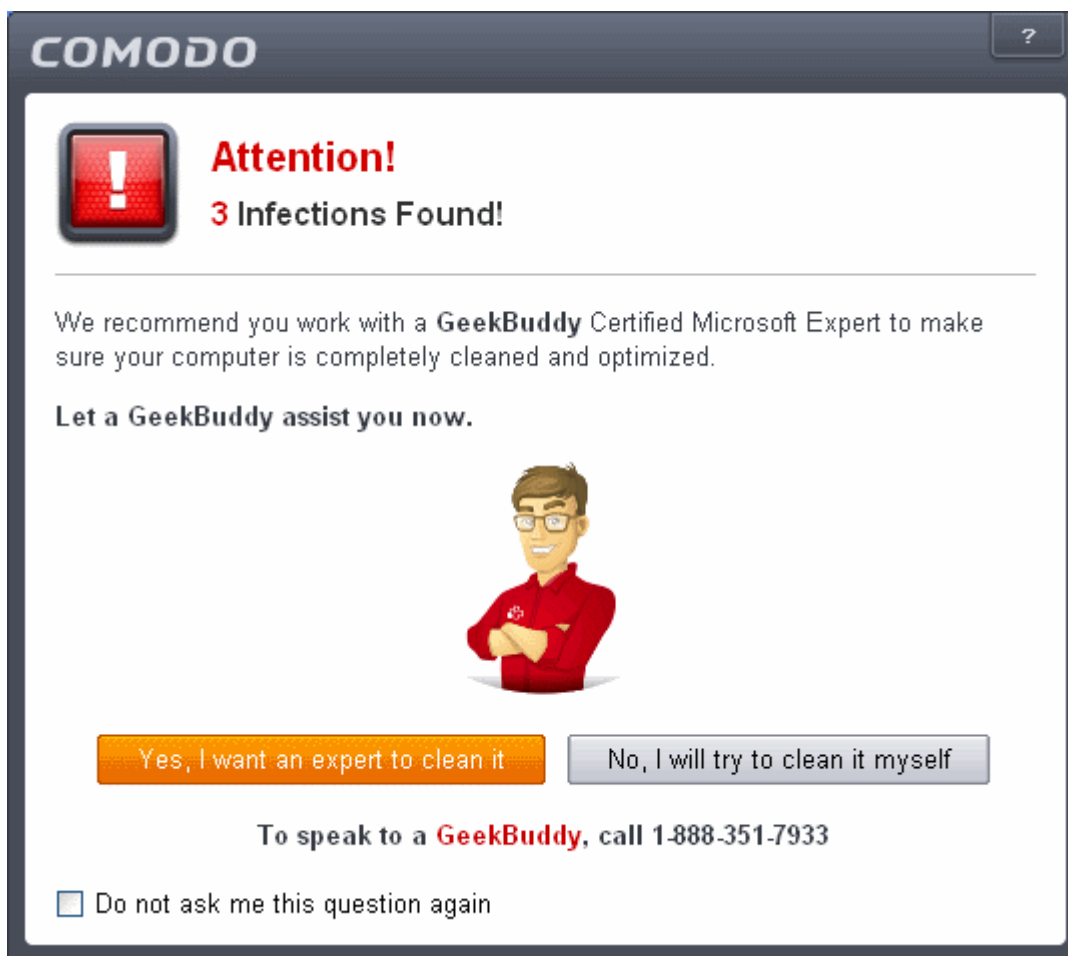 COMODO
?
!
Attention!
3 Infections Found!
We recommend you work with a GeekBuddy Certified Microsoft Expert to make
sure your computer is completely cleaned and optimized.
Let a GeekBuddy assist you now.
Yes, I want an expert to clean it
No, I will try to clean it myself
To speak to a GeekBuddy, call 1-888-351-7933
Do not ask me this question again